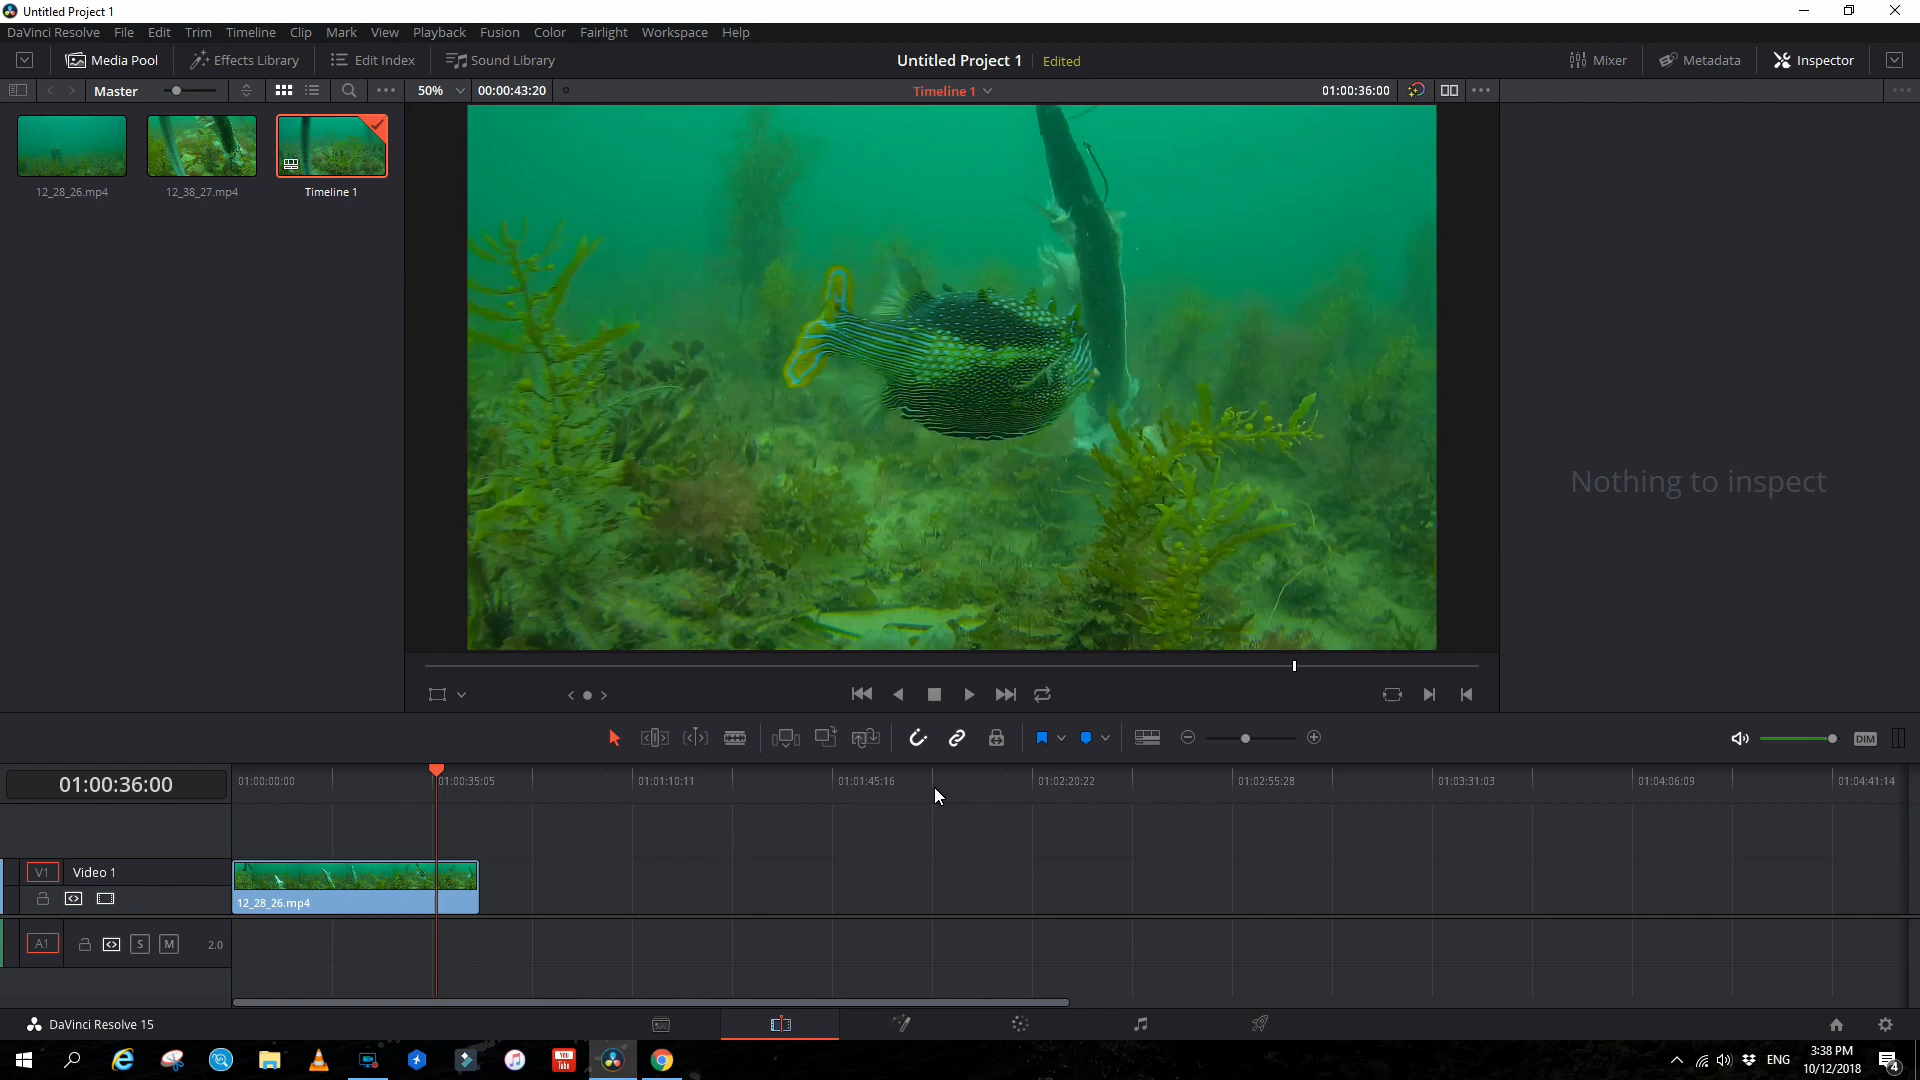 Untitled Project 1
DaVinci Resolve File Edit Trim Timeline Clip Mark View Playback Fusion Color Fairlight Workspace Help
Media Pool Effects Library Edit Index Sound Library Untitled Project 1 Edited Mixer Metadata Inspector
Master 50% 00:00:43:20 Timeline 1 01:00:36:00
12_28_26.mp4 12_38_27.mp4 Timeline 1
Nothing to inspect
DIM
01:00:36:00 01:00:00:00 01:00:35:05 01:01:10:11 01:01:45:16 01:02:20:22 01:02:55:28 01:03:31:03 01:04:06:09 01:04:41:14
V1 Video 1
12_28_26.mp4
A1 S M 2.0
DaVinci Resolve 15
You Tube ENG 3:38 PM
10/12/2018 4